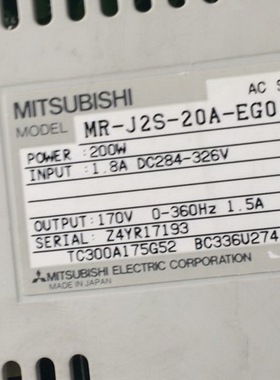 MITSUBISHI
AC S
MODEL MR-J2S-20A-EG0
POWER : 200W
INPUT : 1.8A DC284-326V
OUTPUT: 170V 0-360Hz 1.5A
SERIAL: Z4YR17193
TC300A175G52 BC336U274
MITSUBISHI ELECTRIC CORPORATION
MADE IN JAPAN